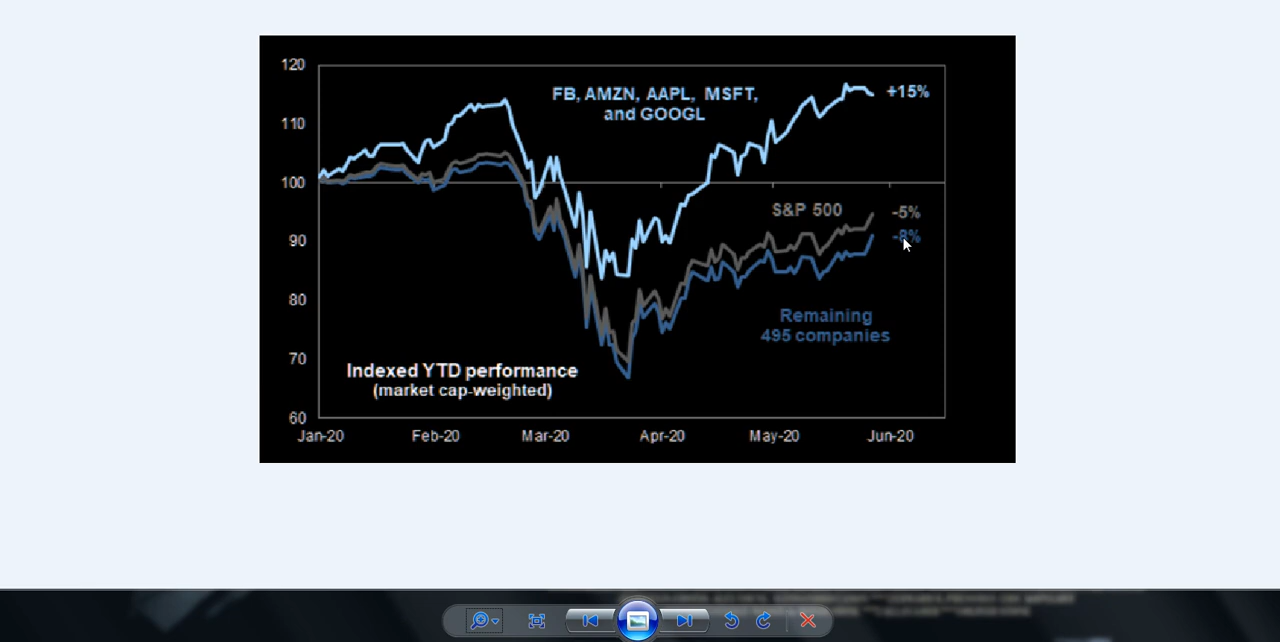 120
FB, AMZN, AAPL, MSFT,
and GOOGL
+15%
110
100
S&P 500
-5%
90
-8%
80
Remaining
495 companies
70
Indexed YTD performance
(market cap-weighted)
60
Jan-20 Feb-20 Mar-20 Apr-20 May-20 Jun-20